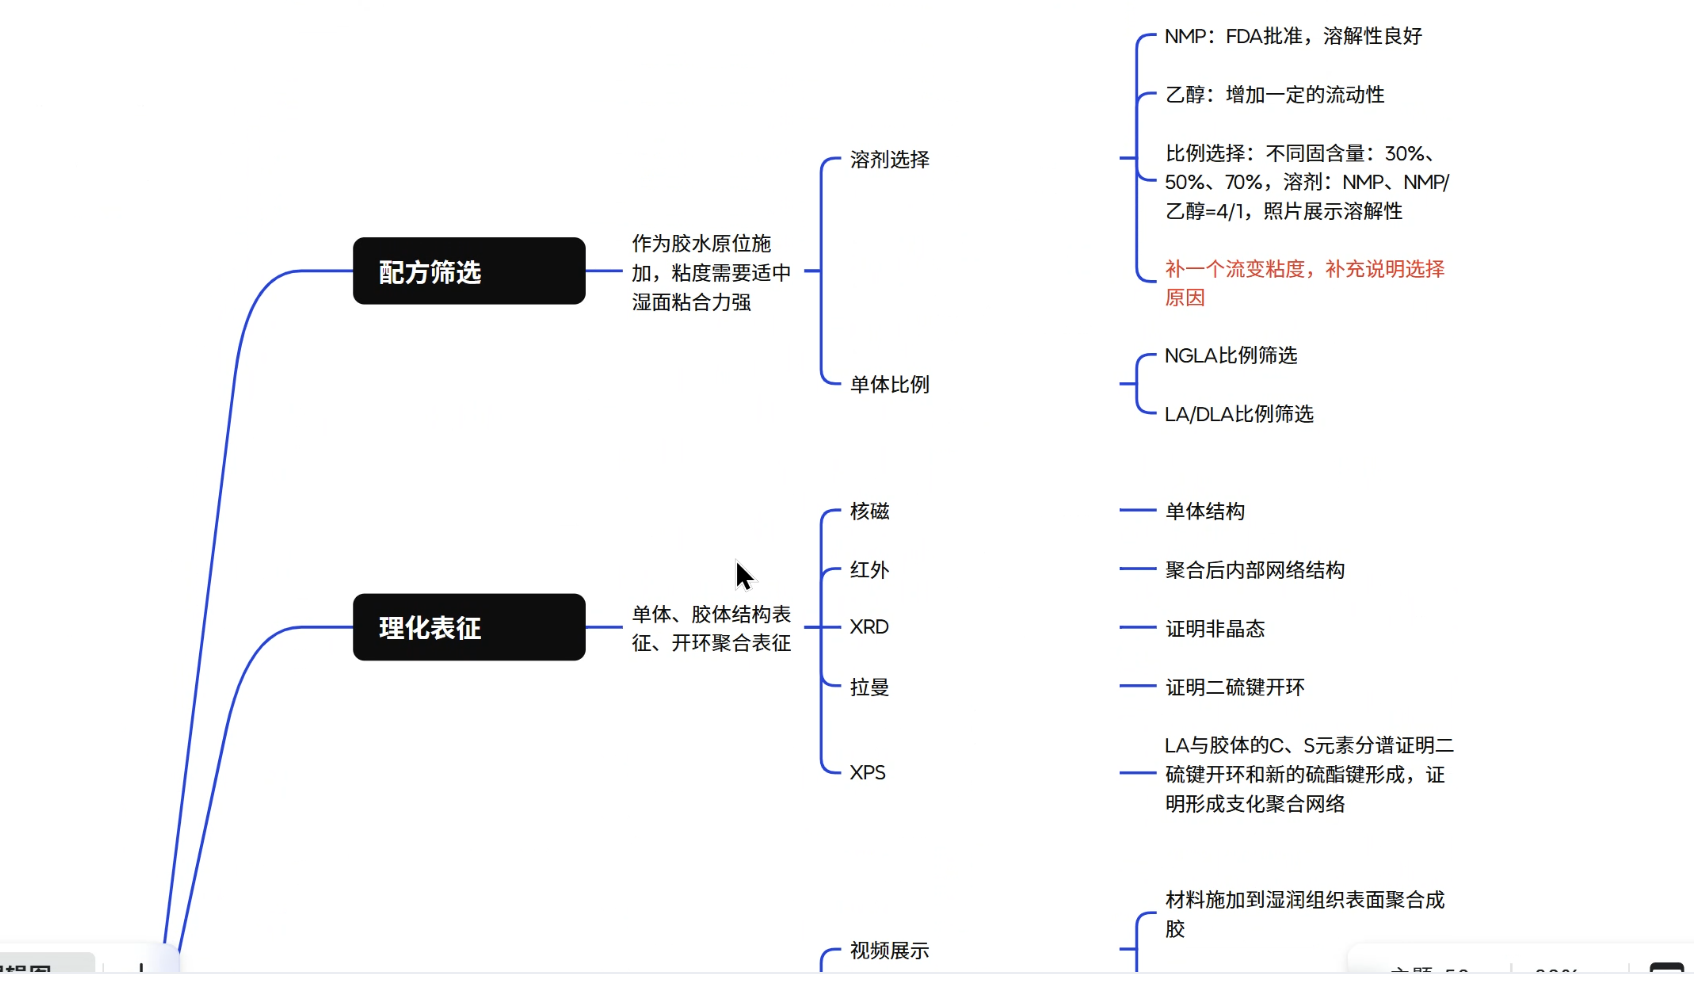 配方筛选
作为胶水原位施
加，粘度需要适中
湿面粘合力强
溶剂选择
NMP：FDA批准，溶解性良好
乙醇：增加一定的流动性
比例选择：不同固含量：30%、
50%、70%，溶剂：NMP、NMP/
乙醇=4/1，照片展示溶解性
补一个流变粘度，补充说明选择
原因
单体比例
NGLA比例筛选
LA/DLA比例筛选
理化表征
单体、胶体结构表
征、开环聚合表征
核磁
单体结构
红外
聚合后内部网络结构
XRD
证明非晶态
拉曼
证明二硫键开环
XPS
LA与胶体的C、S元素分谱证明二
硫键开环和新的硫酯键形成，证
明形成支化聚合网络
视频展示
材料施加到湿润组织表面聚合成
胶